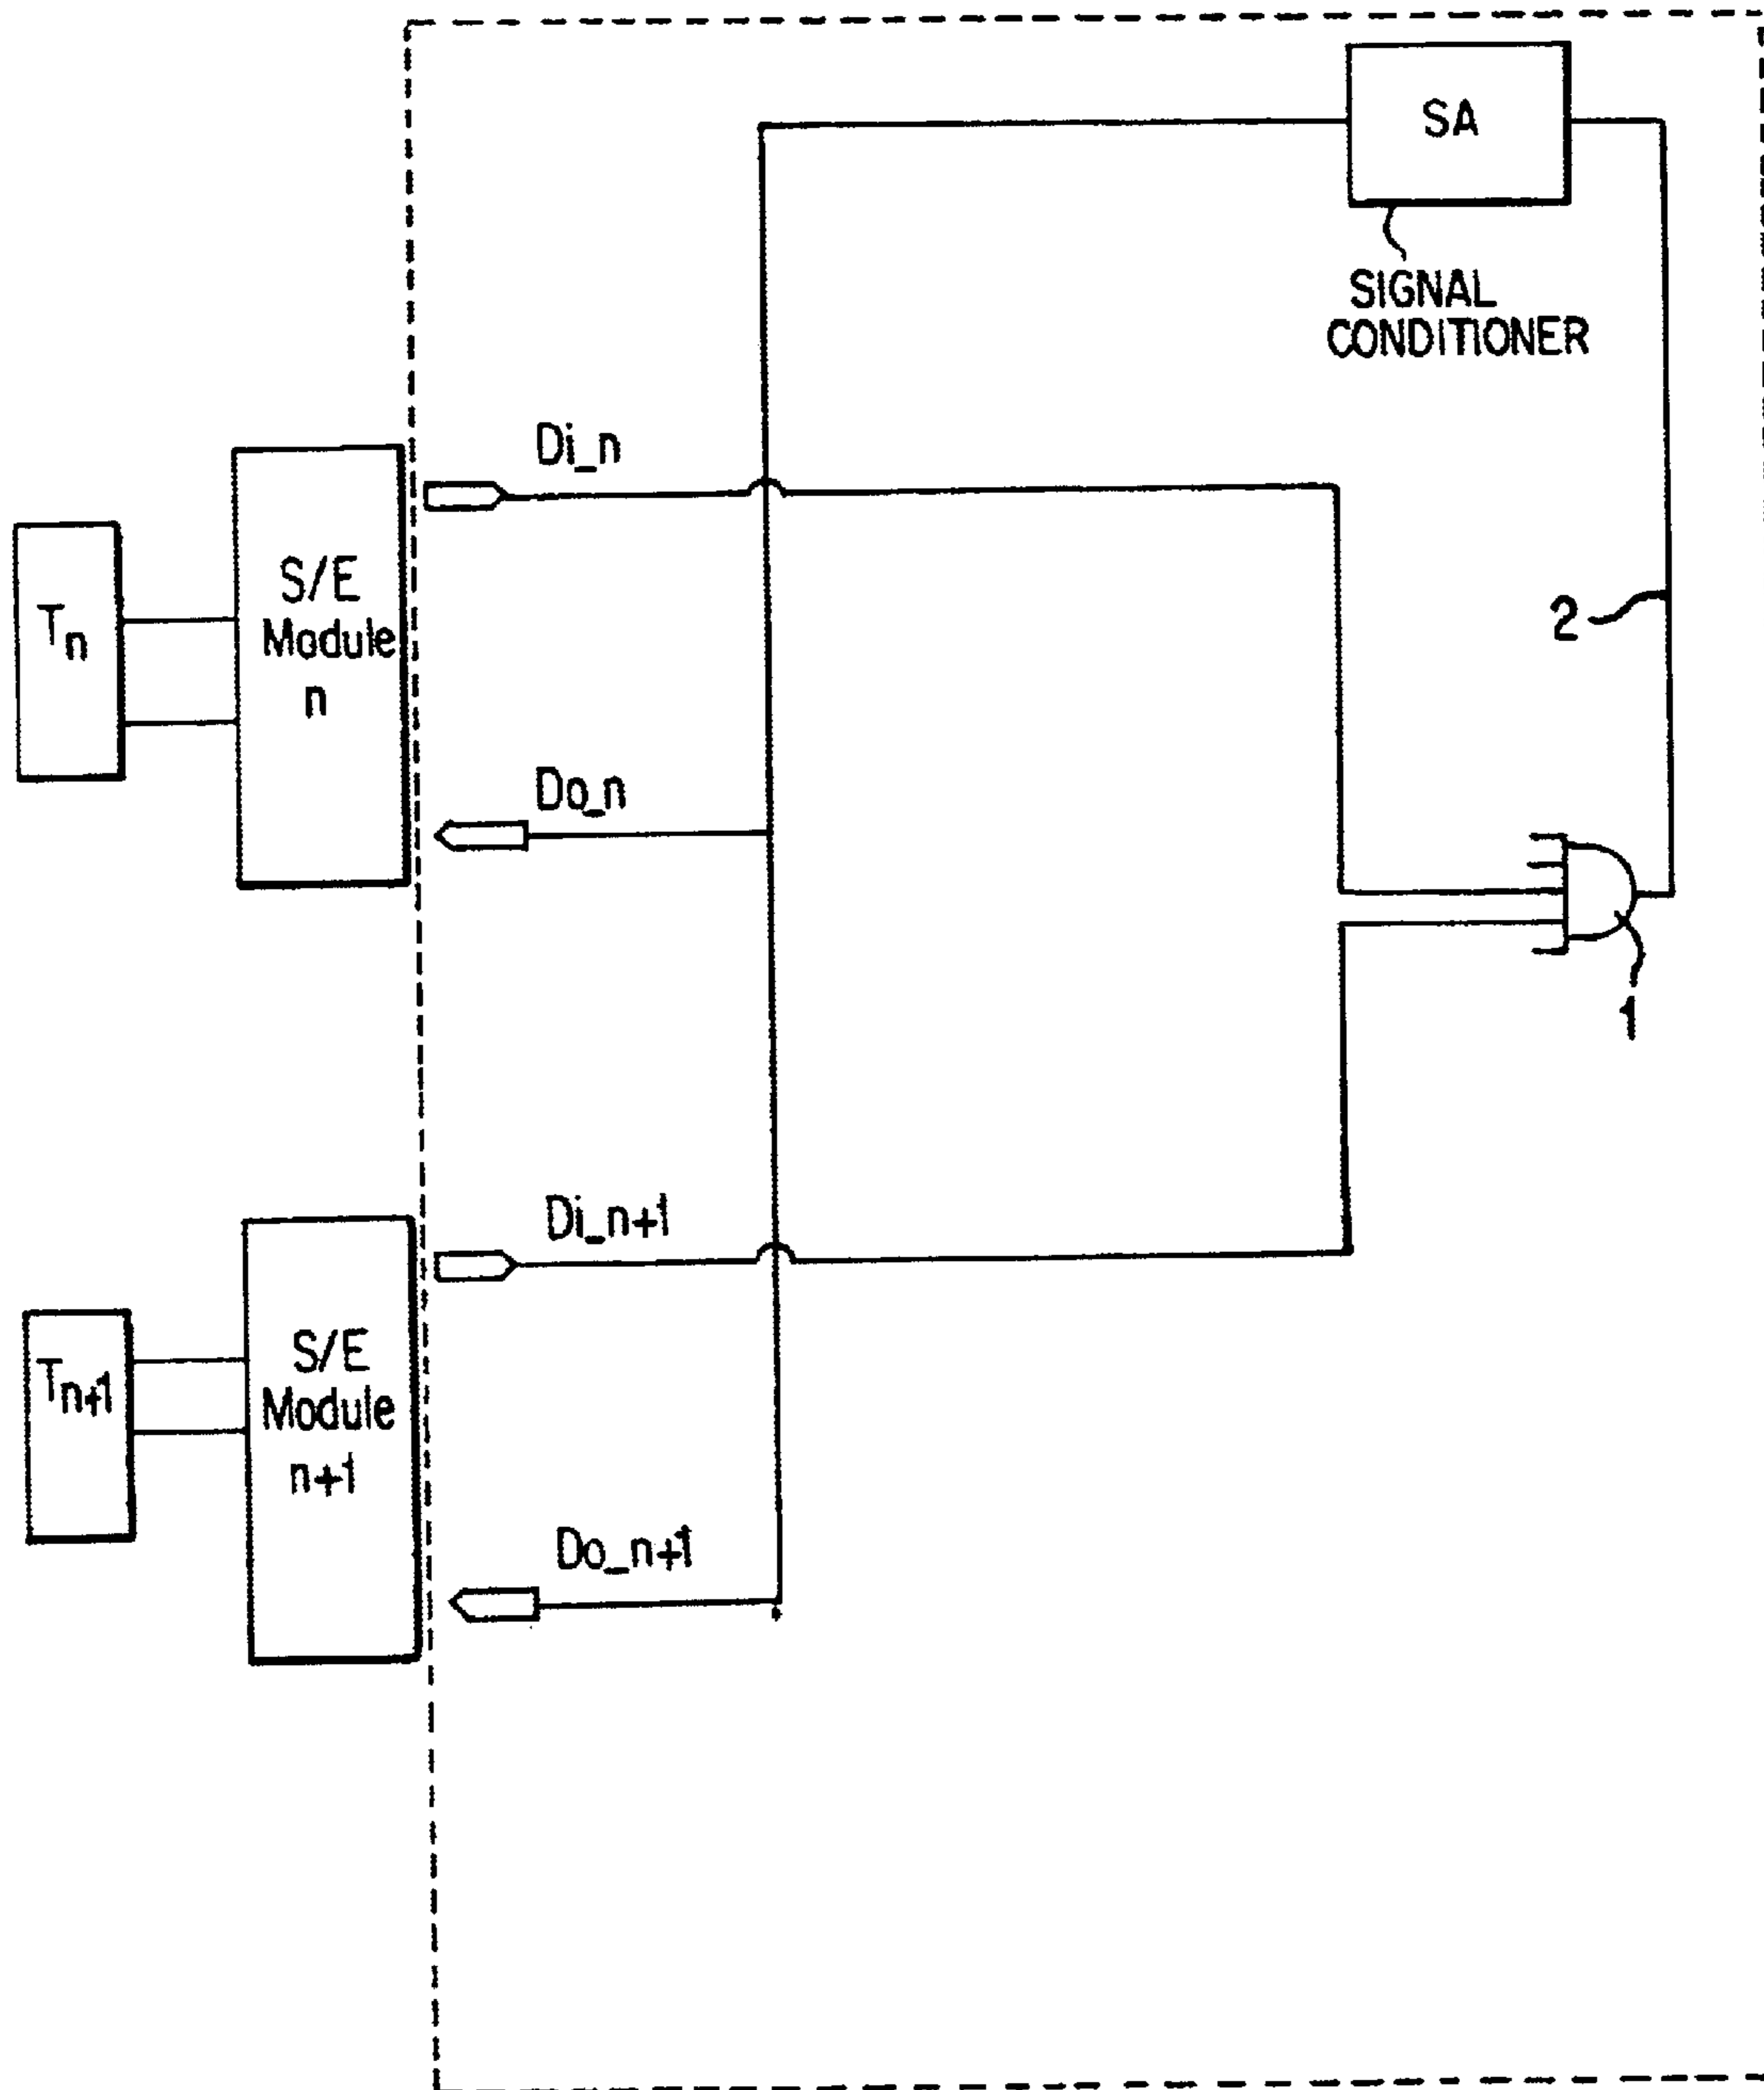 SA
SIGNAL
CONDITIONER
Di_n
S/E
Module
n
Tn
2
Do_n
1
Di_n+1
S/E
Module
n+1
Tn+1
Do_n+1